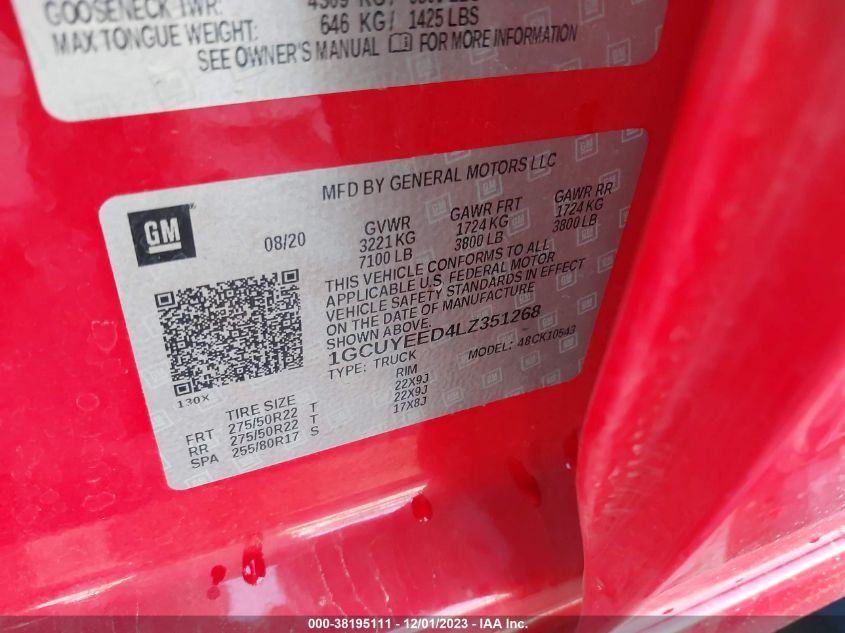 GOOSENECK TWR:
MAX TONGUE WEIGHT: 646 KG/ 1425 LBS
SEE OWNER'S MANUAL FOR MORE INFORMATION
MFD BY GENERAL MOTORS LLC
GM
08/20
GVWR GAWR FRT GAWR RR
3221 KG 1724 KG 1724 KG
7100 LB 3800 LB 3800 LB
THIS VEHICLE CONFORMS TO ALL
APPLICABLE U.S. FEDERAL MOTOR
VEHICLE SAFETY STANDARDS IN EFFECT
ON THE DATE OF MANUFACTURE
SHOWN ABOVE.
1GCUYEED4LZ351268
TYPE: TRUCK MODEL: 48CK10543
130X
TIRE SIZE RIM
FRT 275/50R22 T 22X9J
RR 275/50R22 T 22X9J
SPA 255/80R17 S 17X8J
000-38195111 - 12/01/2023 - IAAI, Inc.